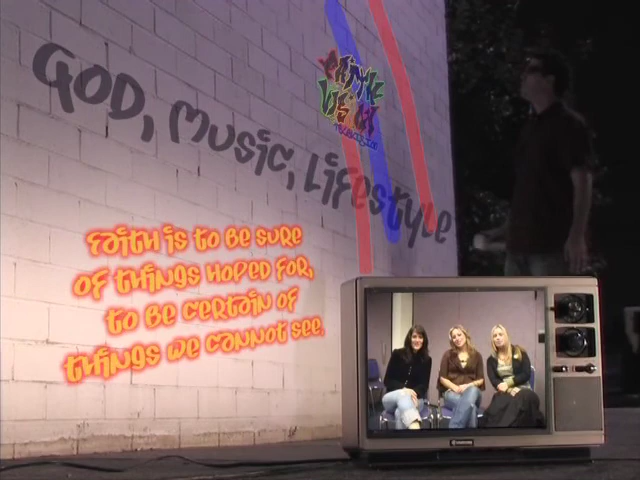 GOD, MUSIC, LIFESTYLE
FAITH IS TO BE SURE
OF THINGS HOPED FOR,
TO BE CERTAIN OF
THINGS WE CANNOT SEE.